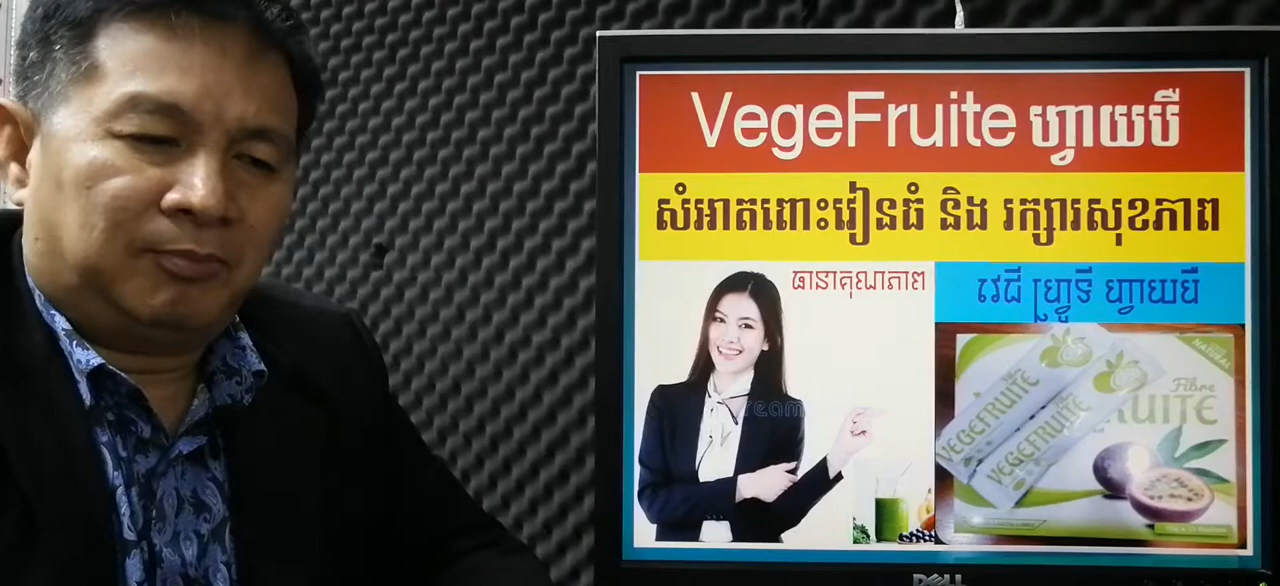 VegeFruite ហ្វាយបឺ
សំអាតពោះវៀនធំ និង រក្សារសុខភាព
ធានាគុណភាព
វេជី ហ្វ្រូទី ហ្វាយបឺ
NATURAL
Fibre
FRUITE
VEGEFRUITE
VEGEFRUITE
DELL